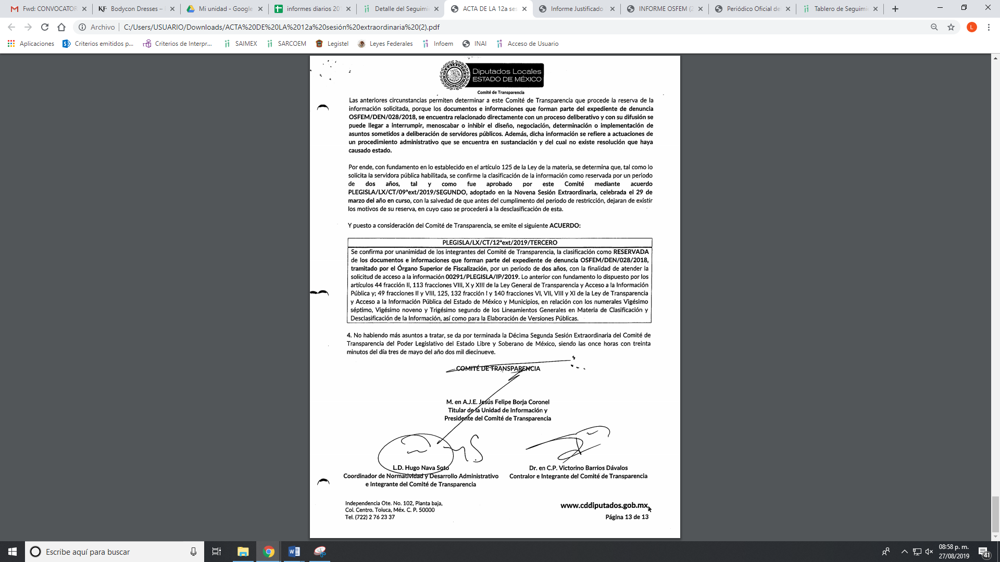 Fwd: CONVOCATOR
Bodycon Dresses –
Mi unidad - Google
informes diarios 201
Detalle del Seguimi
ACTA DE LA 12a ses
Informe Justificado
INFORME OSFEM (2
Periódico Oficial de
Tablero de Seguimi
Archivo
C:/Users/USUARIO/Downloads/ACTA%20DE%20LA%2012a%20sesión%20extraordinaria%20(2).pdf
L
Aplicaciones
Criterios emitidos p...
Criterios de Interpr...
SAIMEX
SARCOEM
Legistel
Leyes Federales
Infoem
INAI
Acceso de Usuario
Diputados Locales
ESTADO DE MÉXICO
Comité de Transparencia
Las anteriores circunstancias permiten determinar a este Comité de Transparencia que procede la reserva de la
información solicitada, porque los documentos e informaciones que forman parte del expediente de denuncia
OSFEM/DEN/028/2018, se encuentra relacionado directamente con un proceso deliberativo y con su difusión se
puede llegar a interrumpir, menoscabar o inhibir el diseño, negociación, determinación o implementación de
asuntos sometidos a deliberación de servidores públicos. Además, dicha información se refiere a actuaciones de
un procedimiento administrativo que se encuentra en sustanciación y del cual no existe resolución que haya
causado estado.
Por ende, con fundamento en lo establecido en el artículo 125 de la Ley de la materia, se determina que, tal como lo
solicita la servidora pública habilitada, se confirme la clasificación de la información como reservada por un periodo
de dos años, tal y como fue aprobado por este Comité mediante acuerdo
PLEGISLA/LX/CT/09ªext/2019/SEGUNDO, adoptado en la Novena Sesión Extraordinaria, celebrada el 29 de
marzo del año en curso, con la salvedad de que antes del cumplimento del periodo de restricción, dejaran de existir
los motivos de su reserva, en cuyo caso se procederá a la desclasificación de esta.
Y puesto a consideración del Comité de Transparencia, se emite el siguiente ACUERDO:
PLEGISLA/LX/CT/12ªext/2019/TERCERO
Se confirma por unanimidad de los integrantes del Comité de Transparencia, la clasificación como RESERVADA
de los documentos e informaciones que forman parte del expediente de denuncia OSFEM/DEN/028/2018,
tramitado por el Órgano Superior de Fiscalización, por un periodo de dos años, con la finalidad de atender la
solicitud de acceso a la información 00291/PLEGISLA/IP/2019. Lo anterior con fundamento lo dispuesto por los
artículos 44 fracción II, 113 fracciones VIII, X y XIII de la Ley General de Transparencia y Acceso a la Información
Pública y; 49 fracciones II y VIII, 125, 132 fracción I y 140 fracciones VI, VII, VIII y XI de la Ley de Transparencia
y Acceso a la Información Pública del Estado de México y Municipios, en relación con los numerales Vigésimo
séptimo, Vigésimo noveno y Trigésimo segundo de los Lineamientos Generales en Materia de Clasificación y
Desclasificación de la Información, así como para la Elaboración de Versiones Públicas.
4. No habiendo más asuntos a tratar, se da por terminada la Décima Segunda Sesión Extraordinaria del Comité de
Transparencia del Poder Legislativo del Estado Libre y Soberano de México, siendo las once horas con treinta
minutos del día tres de mayo del año dos mil diecinueve.
COMITÉ DE TRANSPARENCIA
M. en A.J.E. Jesús Felipe Borja Coronel
Titular de la Unidad de Información y
Presidente del Comité de Transparencia
L.D. Hugo Nava Soto
Coordinador de Normatividad y Desarrollo Administrativo
e Integrante del Comité de Transparencia
Dr. en C.P. Victorino Barrios Dávalos
Contralor e Integrante del Comité de Transparencia
Independencia Ote. No. 102, Planta baja,
Col. Centro. Toluca, Méx. C. P. 50000
Tel. (722) 2 76 23 37
www.cddiputados.gob.mx
Página 13 de 13
Escribe aquí para buscar
08:58 p. m.
27/08/2019
41